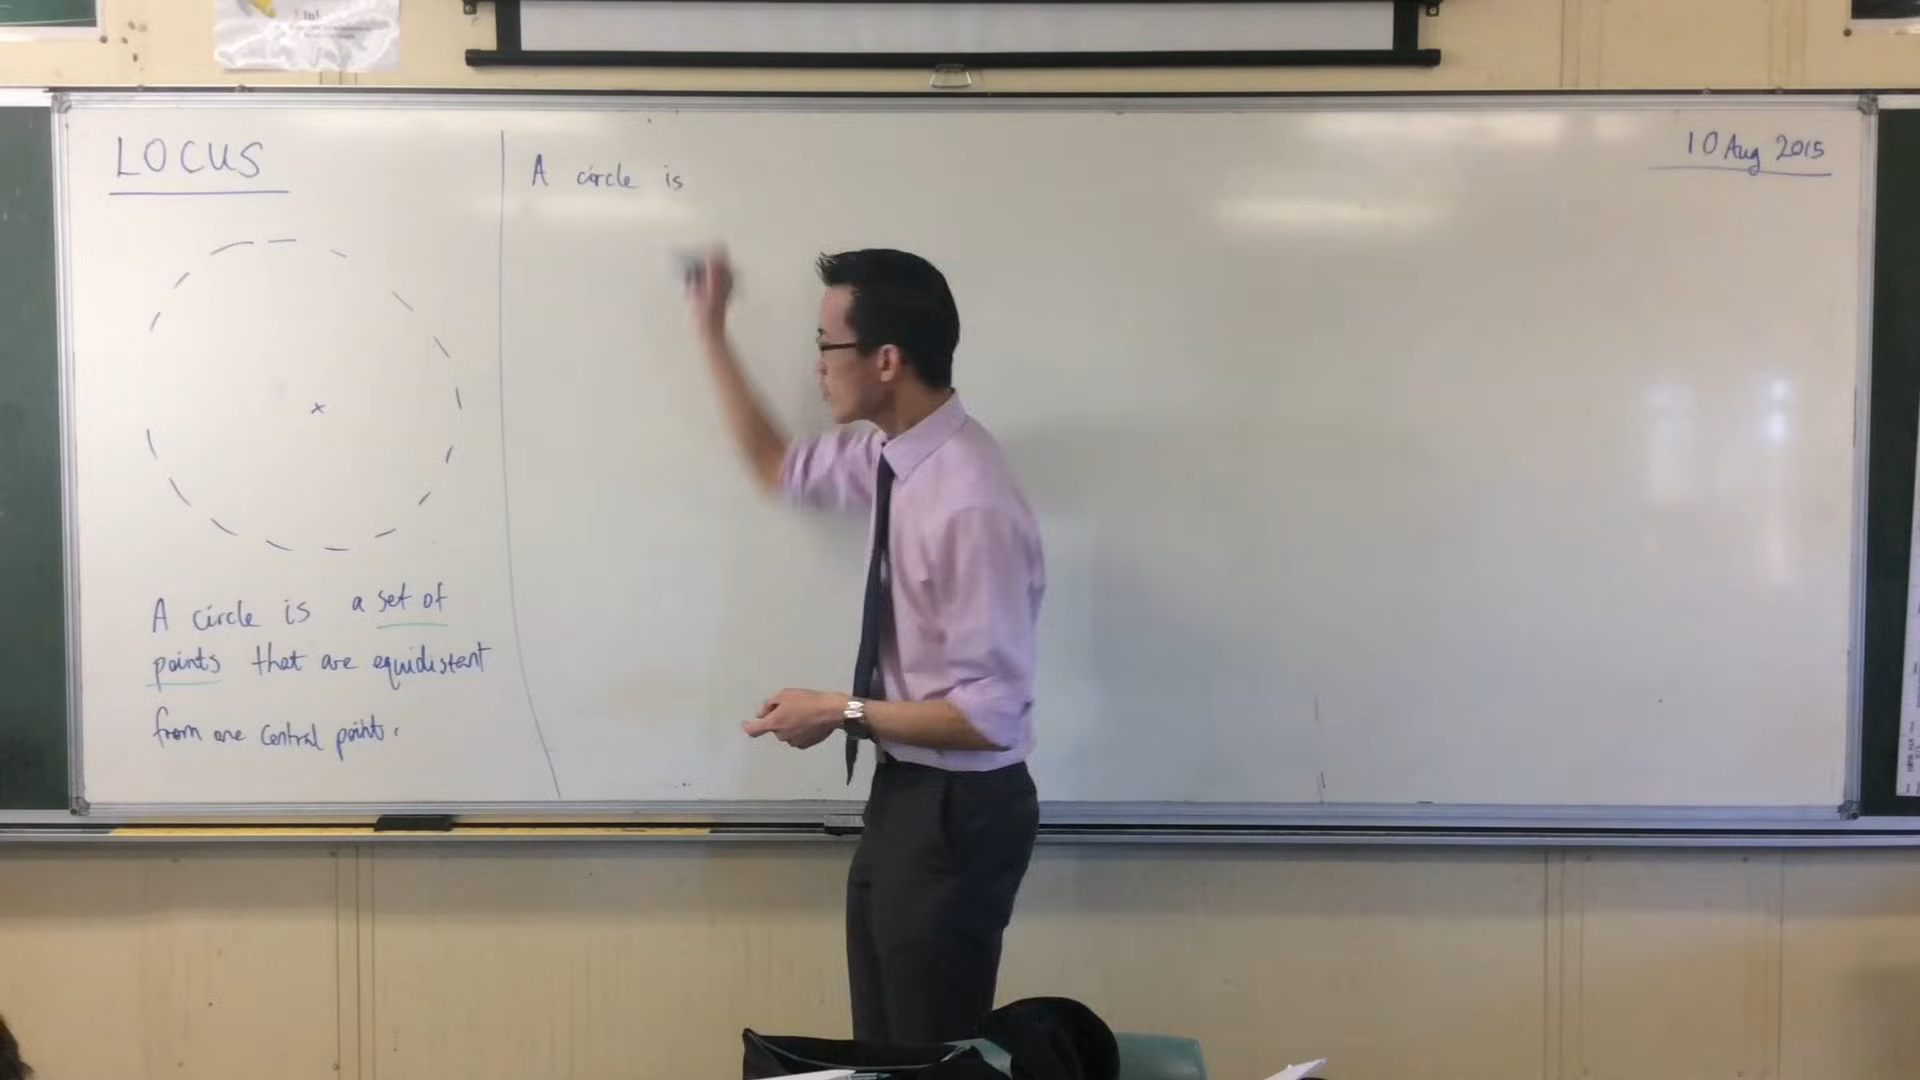 LOCUS
A circle is a set of
points that are equidistant
from one central point.
A circle is
10 Aug 2015